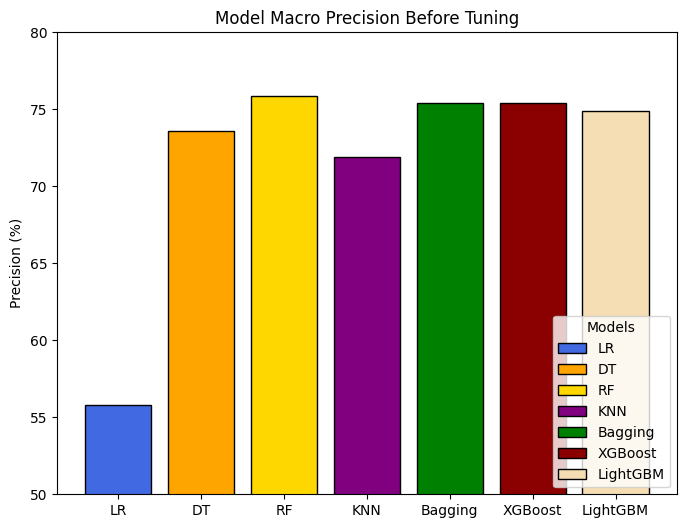 Model Macro Precision Before Tuning
Precision (%)
80
75
70
65
60
55
50
LR DT RF KNN Bagging XGBoost LightGBM
Models
LR
DT
RF
KNN
Bagging
XGBoost
LightGBM